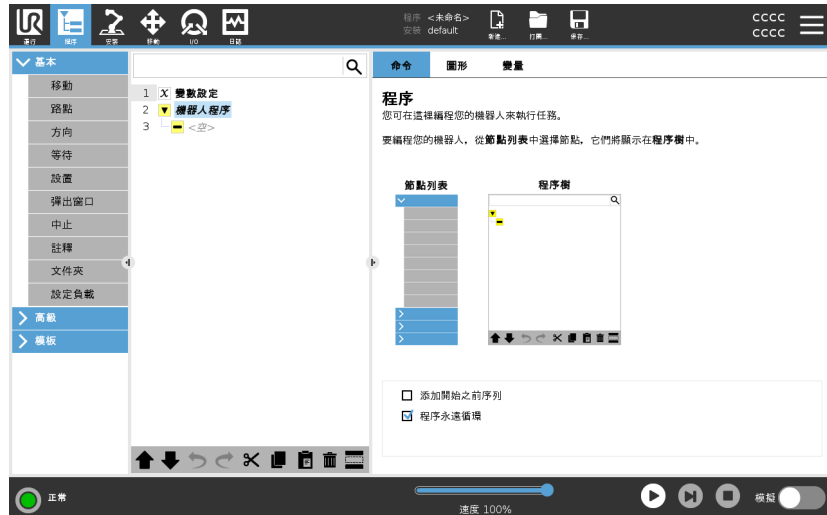 UR
運行
程序
安裝
移動
I/O
日誌
程序 <未命名>
安裝 default
新建...
打開...
保存...
CCCC
CCCC
基本
移動
路點
方向
等待
設置
彈出窗口
中止
註釋
文件夾
設定負載
高級
模板
1 X 變數設定
2 機器人程序
3 <空>
命令 圖形 變量
程序
您可在這裡編程您的機器人來執行任務。
要編程您的機器人，從節點列表中選擇節點，它們將顯示在程序樹中。
節點列表 程序樹
添加開始之前序列
程序永遠循環
正常
速度 100%
模擬